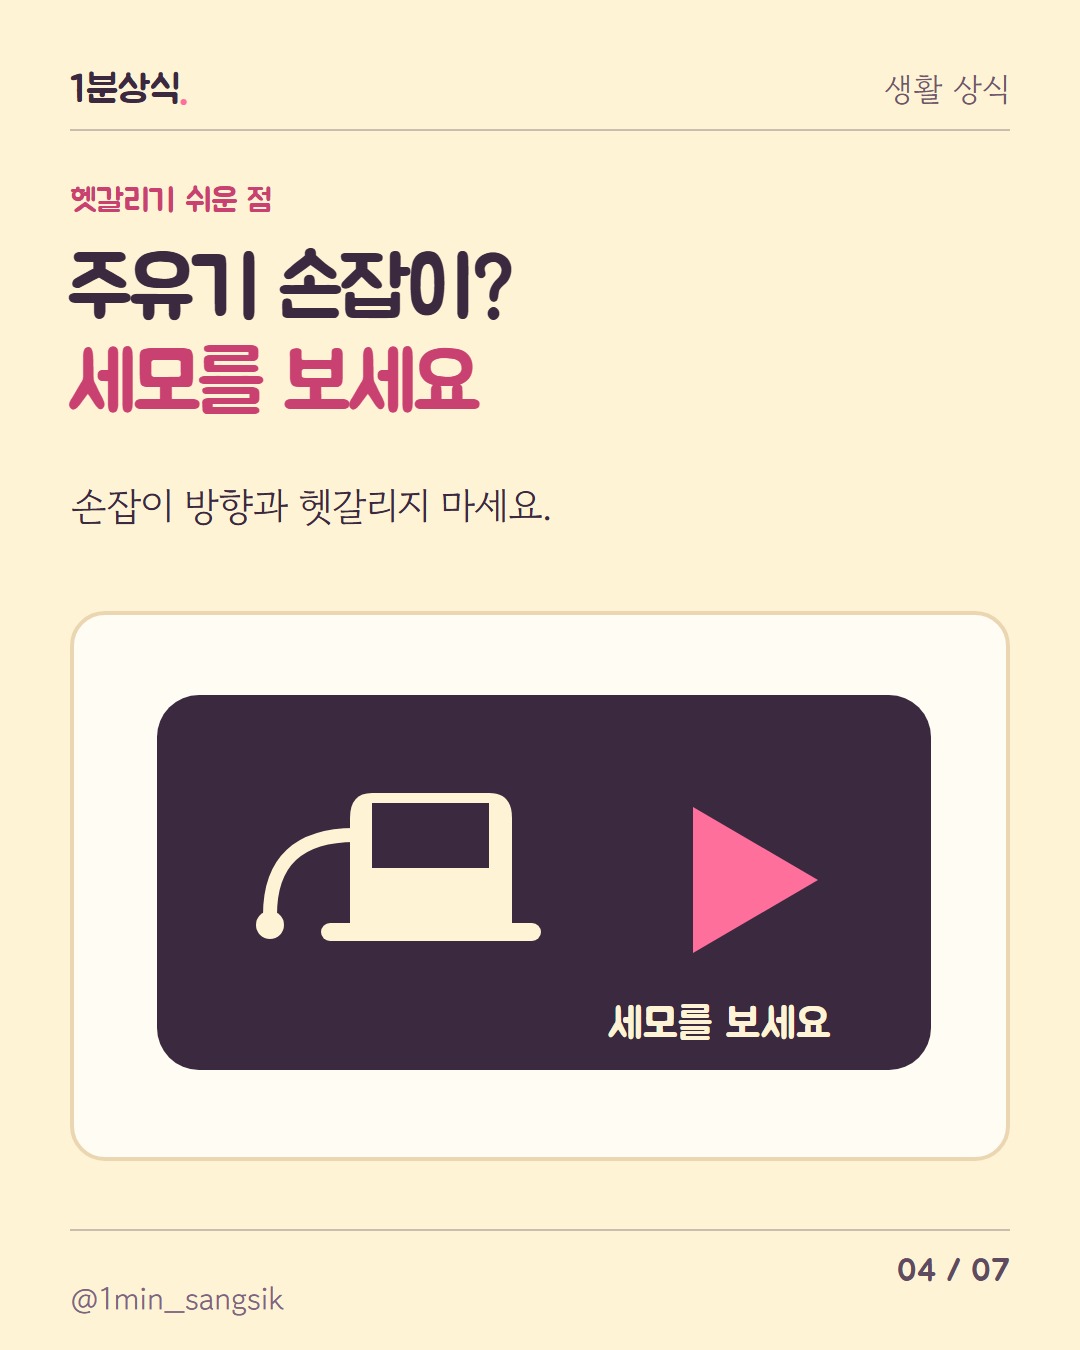 1분상식.
생활 상식
헷갈리기 쉬운 점
주유기 손잡이?
세모를 보세요
손잡이 방향과 헷갈리지 마세요.
세모를 보세요
04 / 07
@1min_sangsik